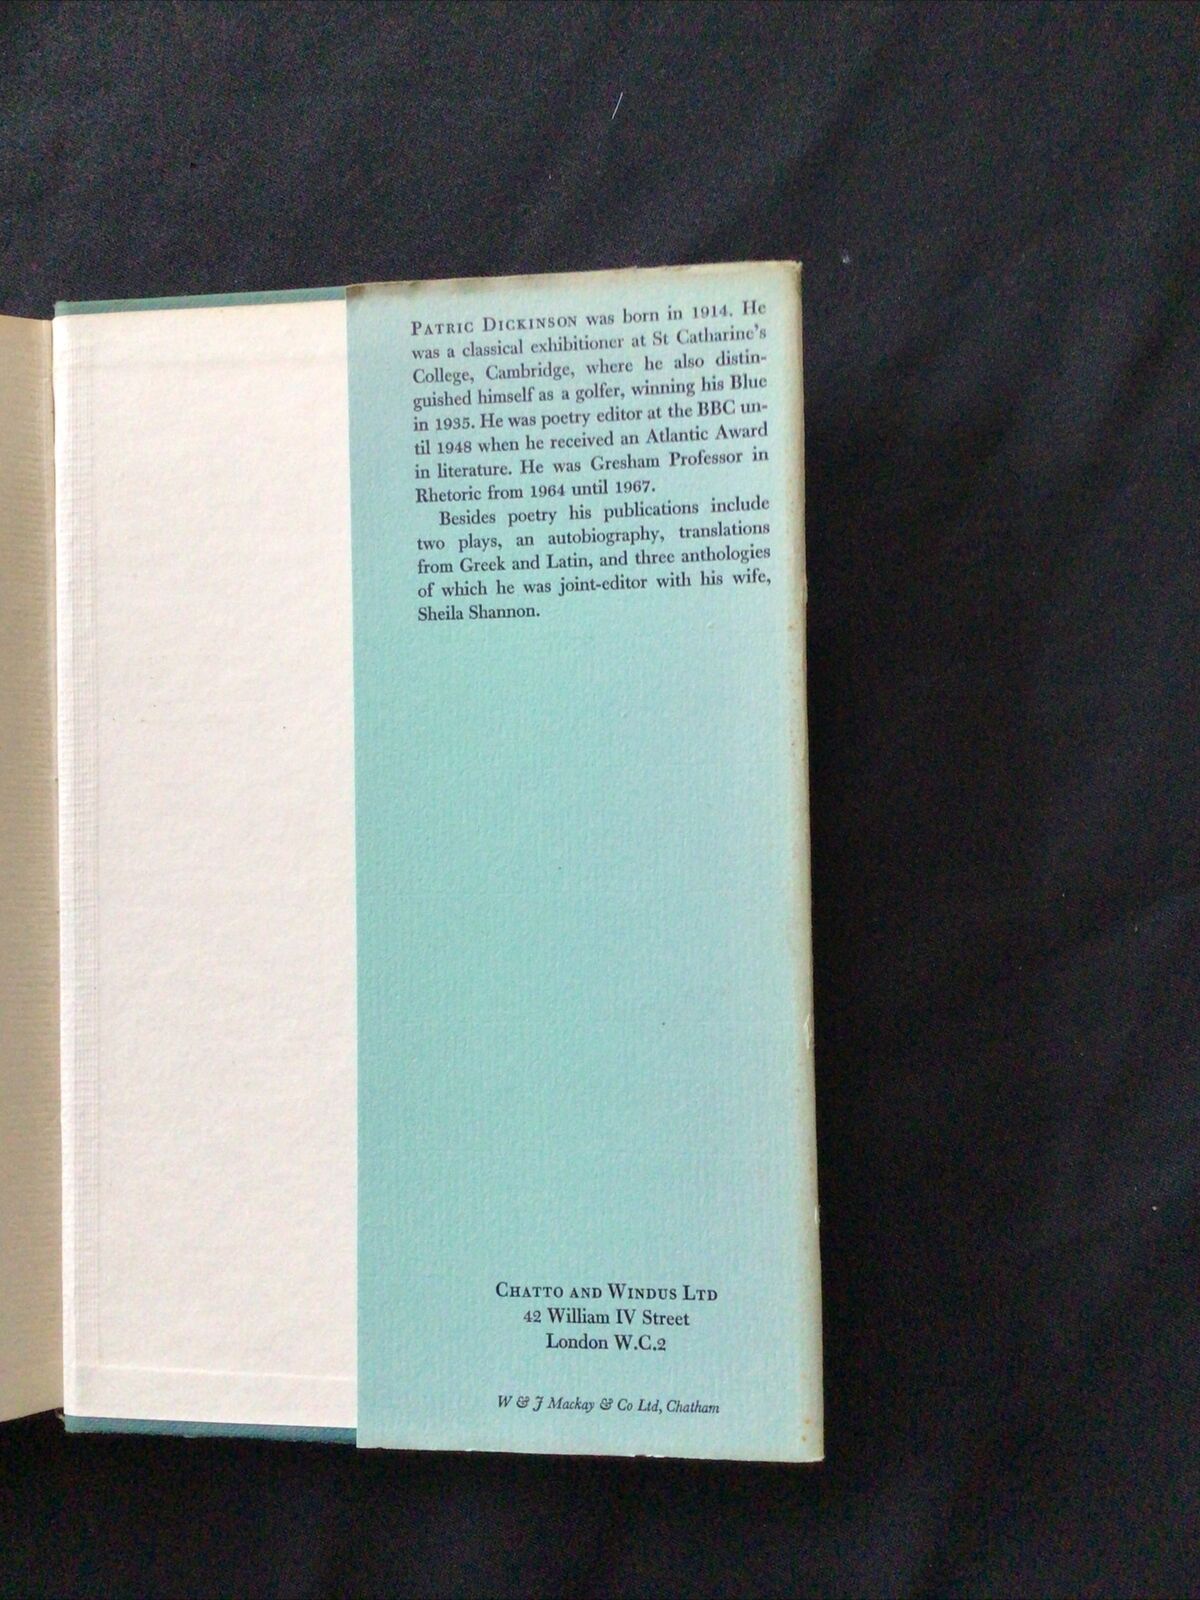 PATRIC DICKINSON was born in 1914. He
was a classical exhibitioner at St Catharine's
College, Cambridge, where he also distin-
guished himself as a golfer, winning his Blue
in 1935. He was poetry editor at the BBC un-
til 1948 when he received an Atlantic Award
in literature. He was Gresham Professor in
Rhetoric from 1964 until 1967.
Besides poetry his publications include
two plays, an autobiography, translations
from Greek and Latin, and three anthologies
of which he was joint-editor with his wife,
Sheila Shannon.
CHATTO AND WINDUS LTD
42 William IV Street
London W.C.2
W & J Mackay & Co Ltd, Chatham